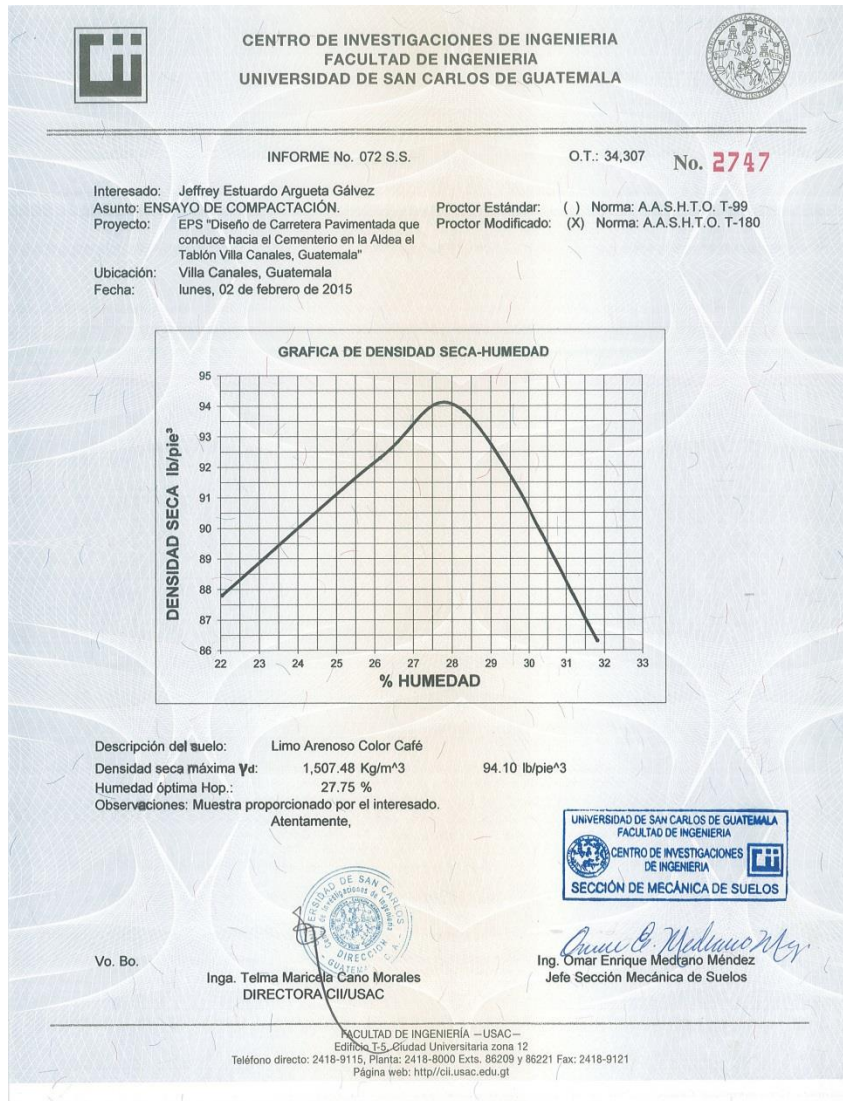 Cii
CENTRO DE INVESTIGACIONES DE INGENIERIA
FACULTAD DE INGENIERIA
UNIVERSIDAD DE SAN CARLOS DE GUATEMALA
INFORME No. 072 S.S.
O.T.: 34,307
No. 2747
Interesado: Jeffrey Estuardo Argueta Gálvez
Asunto: ENSAYO DE COMPACTACIÓN.
Proctor Estándar: ( ) Norma: A.A.S.H.T.O. T-99
Proyecto: EPS "Diseño de Carretera Pavimentada que
Proctor Modificado: (X) Norma: A.A.S.H.T.O. T-180
conduce hacia el Cementerio en la Aldea el
Tablón Villa Canales, Guatemala"
Ubicación: Villa Canales, Guatemala
Fecha: lunes, 02 de febrero de 2015
GRAFICA DE DENSIDAD SECA-HUMEDAD
DENSIDAD SECA lb/pie³
95
94
93
92
91
90
89
88
87
86
22 23 24 25 26 27 28 29 30 31 32 33
% HUMEDAD
Descripción del suelo: Limo Arenoso Color Café
Densidad seca máxima γd: 1,507.48 Kg/m^3 94.10 lb/pie^3
Humedad óptima Hop.: 27.75 %
Observaciones: Muestra proporcionado por el interesado.
Atentamente,
UNIVERSIDAD DE SAN CARLOS DE GUATEMALA
FACULTAD DE INGENIERIA
CENTRO DE INVESTIGACIONES
DE INGENIERIA
Cii
SECCIÓN DE MECÁNICA DE SUELOS
DIRECCION
Vo. Bo.
Inga. Telma Maricela Cano Morales
DIRECTORA CII/USAC
Ing. Omar Enrique Medrano Méndez
Jefe Sección Mecánica de Suelos
FACULTAD DE INGENIERÍA —USAC—
Edificio T-5, Ciudad Universitaria zona 12
Teléfono directo: 2418-9115, Planta: 2418-8000 Exts. 86209 y 86221 Fax: 2418-9121
Página web: http//cii.usac.edu.gt